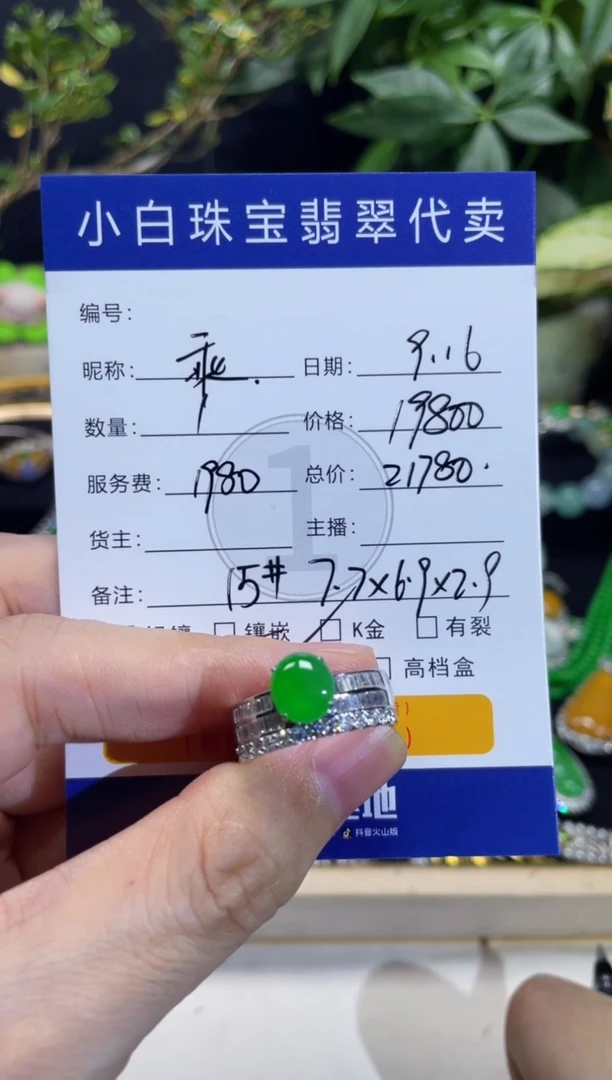 小白珠宝翡翠代卖
编号：
昵称： 乘. 日期： 9.16
数量： 价格： 19800
服务费： 1980 总价： 21780.
货主： 主播：
备注： 15# 7.7×6.9×2.9
镶嵌 K金 有裂
高档盒
地
抖音火山版